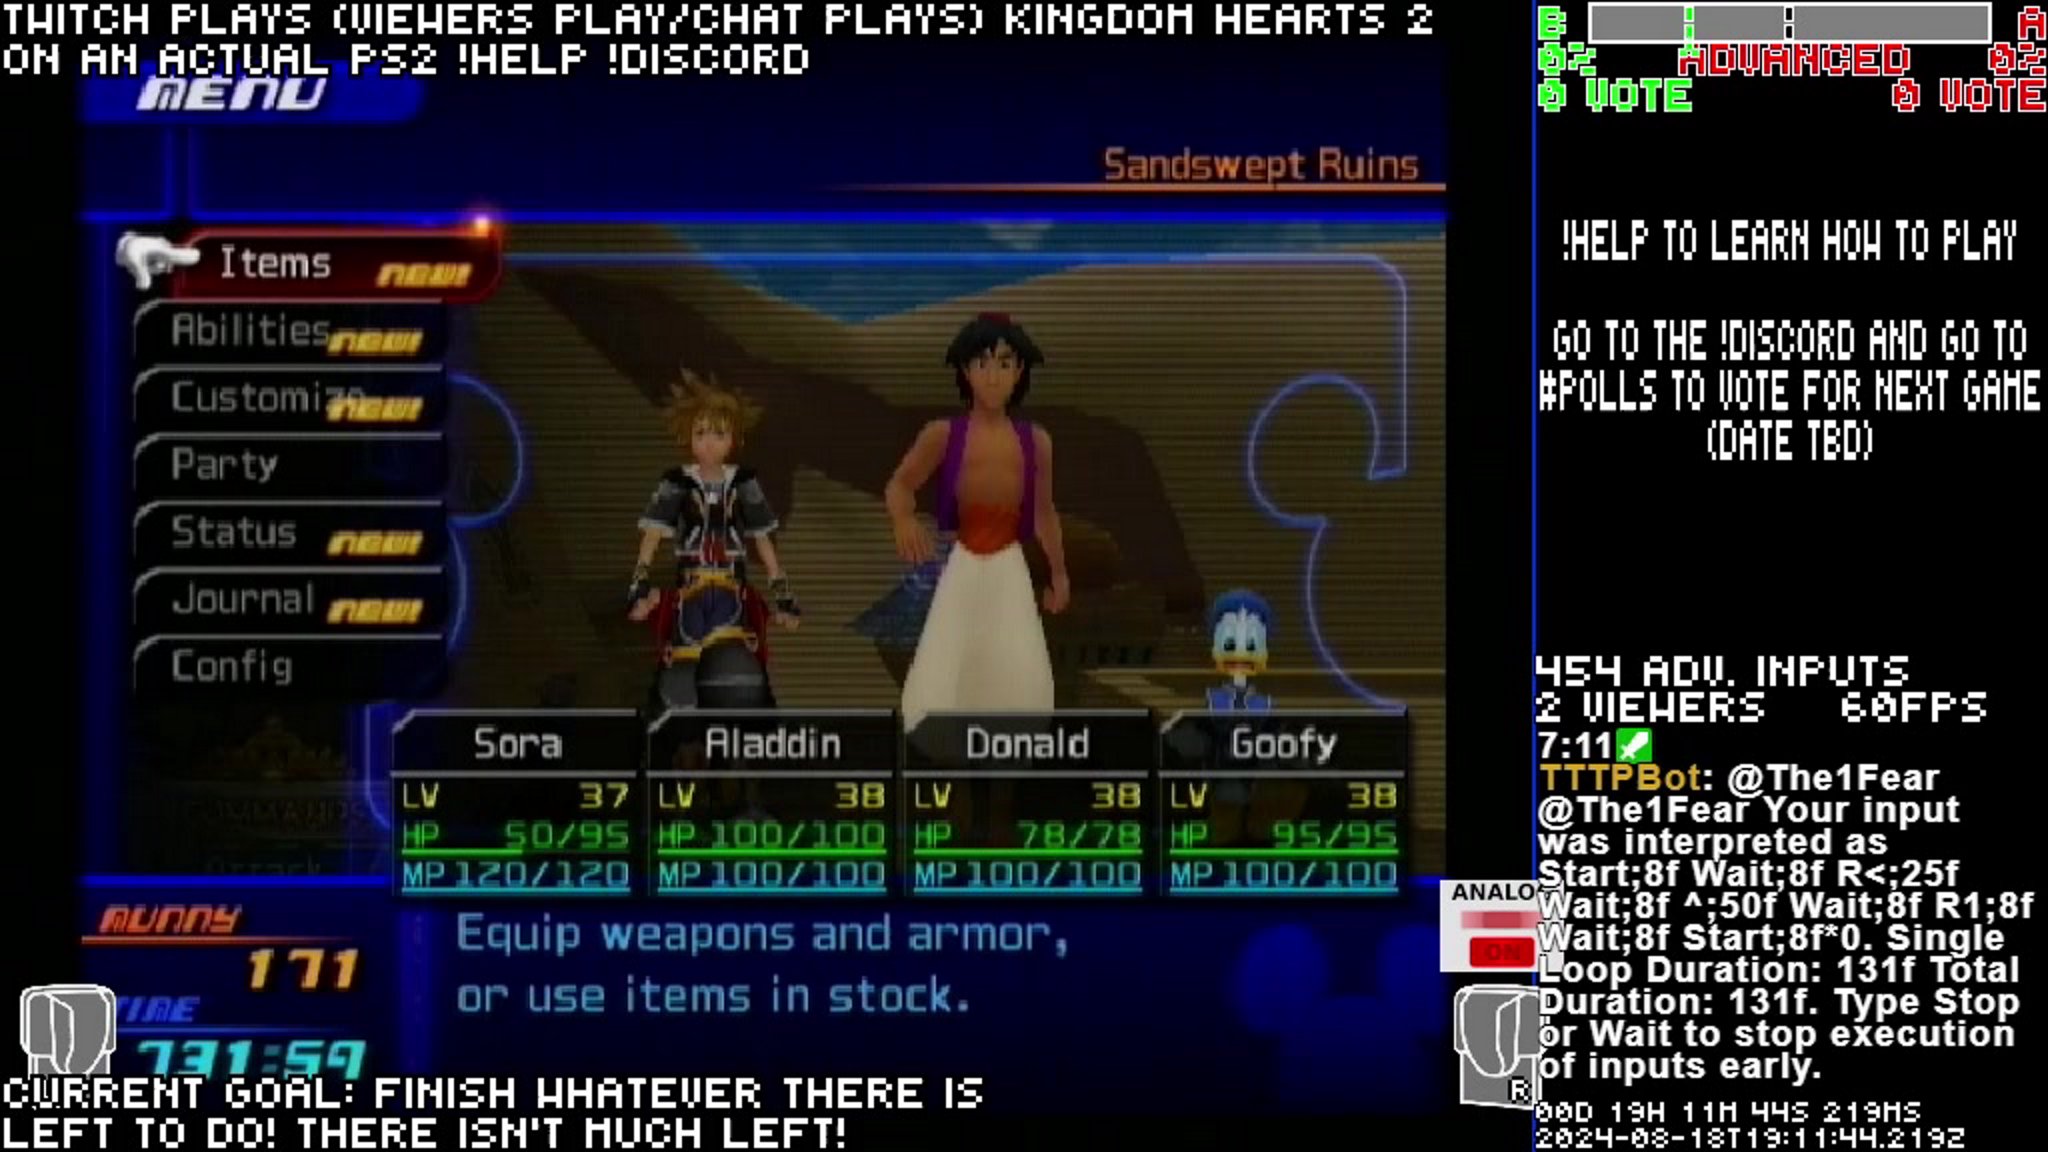 TWITCH PLAYS (VIEWERS PLAY/CHAT PLAYS) KINGDOM HEARTS 2
ON AN ACTUAL PS2 !HELP !DISCORD
MENU
Sandswept Ruins
Items new!
Abilities new!
Customize new!
Party
Status new!
Journal new!
Config
Sora
LV 37
HP 50/95
MP 120/120
Aladdin
LV 38
HP 100/100
MP 100/100
Donald
LV 38
HP 78/78
MP 100/100
Goofy
LV 38
HP 95/95
MP 100/100
MUNNY
171
TIME
731:59
Equip weapons and armor,
or use items in stock.
CURRENT GOAL: FINISH WHATEVER THERE IS
LEFT TO DO! THERE ISN'T MUCH LEFT!
B A
0% ADVANCED 0%
0 VOTE 0 VOTE
!HELP TO LEARN HOW TO PLAY
GO TO THE !DISCORD AND GO TO
#POLLS TO VOTE FOR NEXT GAME
(DATE TBD)
454 ADV. INPUTS
2 VIEWERS 60FPS
7:11
TTTPBot: @The1Fear
@The1Fear Your input
was interpreted as
Start;8f Wait;8f R<;25f
Wait;8f ^;50f Wait;8f R1;8f
Wait;8f Start;8f*0. Single
Loop Duration: 131f Total
Duration: 131f. Type Stop
or Wait to stop execution
of inputs early.
ANALO
ON
R
00D 19H 11M 44S 219MS
2024-08-18T19:11:44.219Z